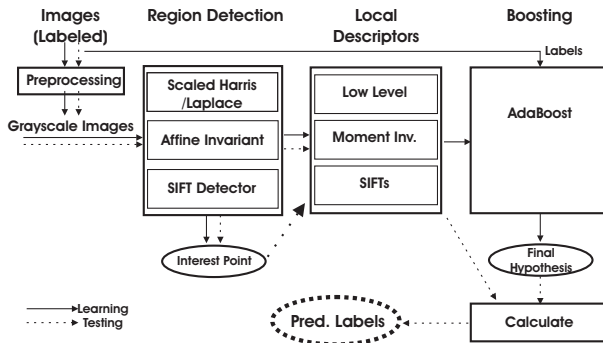 Images
(Labeled)
Region Detection
Local
Descriptors
Boosting
Labels
Preprocessing
Grayscale Images
Scaled Harris
/Laplace
Affine Invariant
SIFT Detector
Low Level
Moment Inv.
SIFTs
AdaBoost
Interest Point
Final
Hypothesis
Learning
Testing
Pred. Labels
Calculate